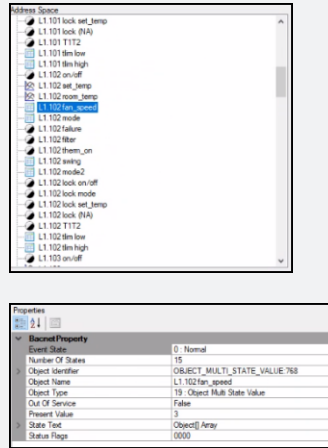 Address Space
L1.101 lock set_temp
L1.101 lock (NA)
L1.101 T1T2
L1.101 tlim low
L1.101 tlim high
L1.102 on/off
L1.102 set_temp
L1.102 room_temp
L1.102 fan_speed
L1.102 mode
L1.102 failure
L1.102 filter
L1.102 therm_on
L1.102 swing
L1.102 mode2
L1.102 lock on/off
L1.102 lock mode
L1.102 lock set_temp
L1.102 lock (NA)
L1.102 T1T2
L1.102 tlim low
L1.102 tlim high
L1.103 on/off
Properties
Bacnet Property
Event State 0 : Normal
Number Of States 15
Object Identifier OBJECT_MULTI_STATE_VALUE:768
Object Name L1.102 fan_speed
Object Type 19 : Object Multi State Value
Out Of Service False
Present Value 3
State Text Object[] Array
Status Flags 0000